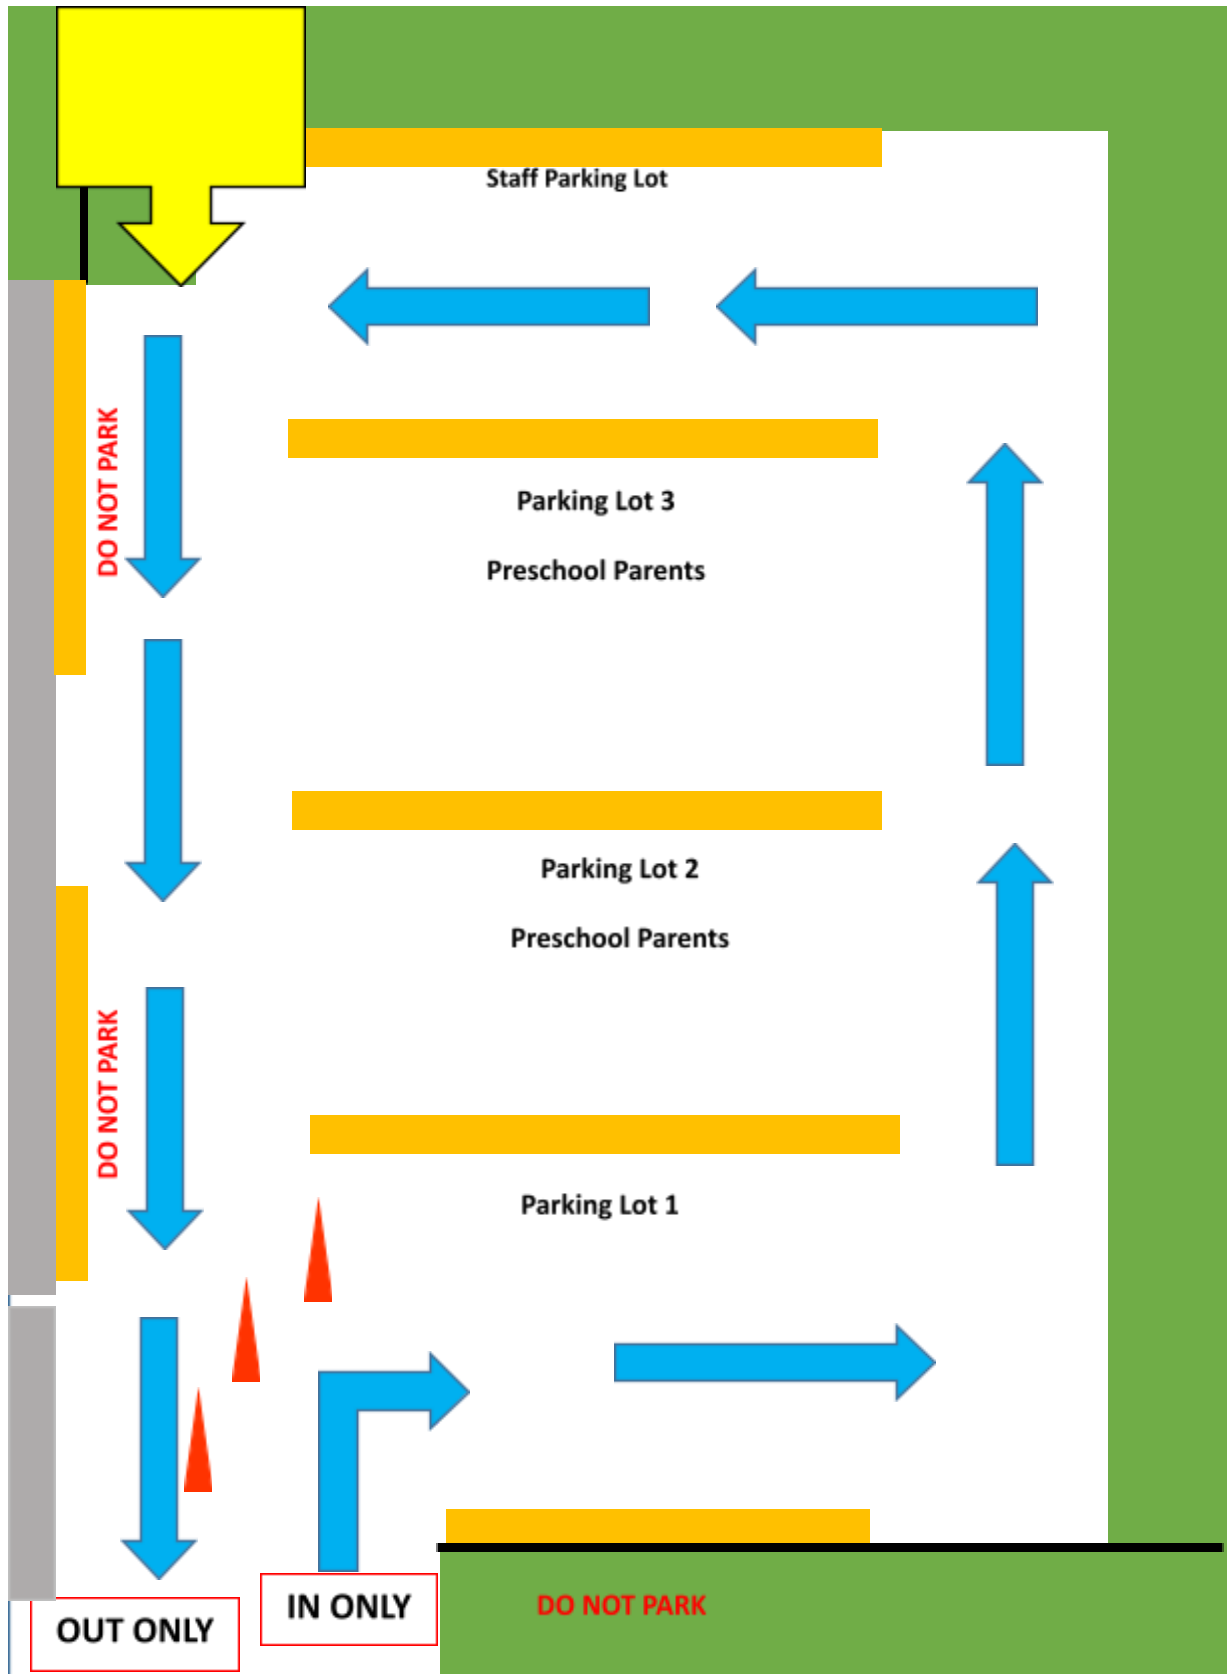 Staff Parking Lot
DO NOT PARK
Parking Lot 3
Preschool Parents
Parking Lot 2
Preschool Parents
DO NOT PARK
Parking Lot 1
IN ONLY
DO NOT PARK
OUT ONLY